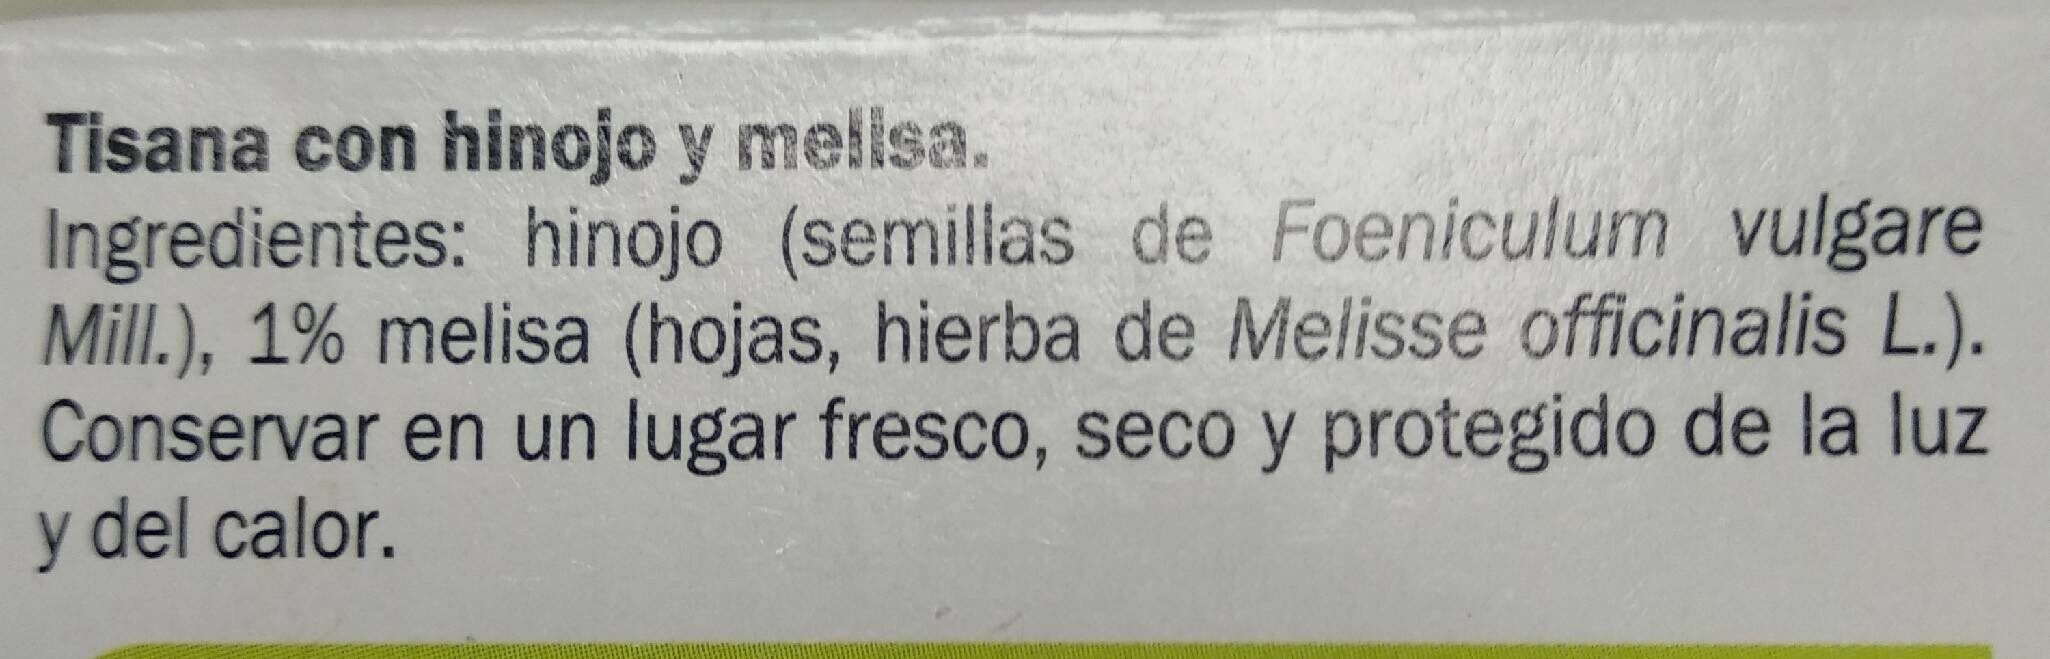 Tisana con hinojo y melisa.
Ingredientes: hinojo (semillas de Foeniculum vulgare
Mill.), 1% melisa (hojas, hierba de Melisse officinalis L.).
Conservar en un lugar fresco, seco y protegido de la luz
y del calor.